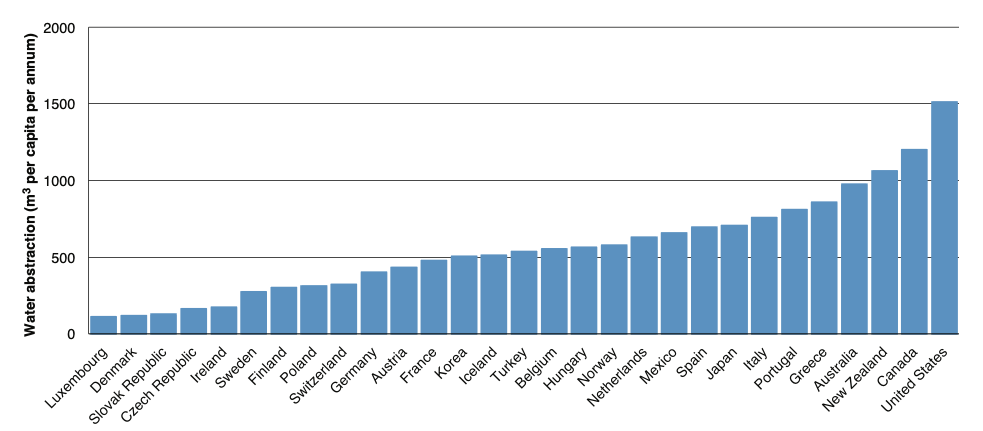 Water abstraction (m³ per capita per annum)
2000
1500
1000
500
0
Luxembourg
Denmark
Slovak Republic
Czech Republic
Ireland
Sweden
Finland
Poland
Switzerland
Germany
Austria
France
Korea
Iceland
Turkey
Belgium
Hungary
Norway
Netherlands
Mexico
Spain
Japan
Italy
Portugal
Greece
Australia
New Zealand
Canada
United States